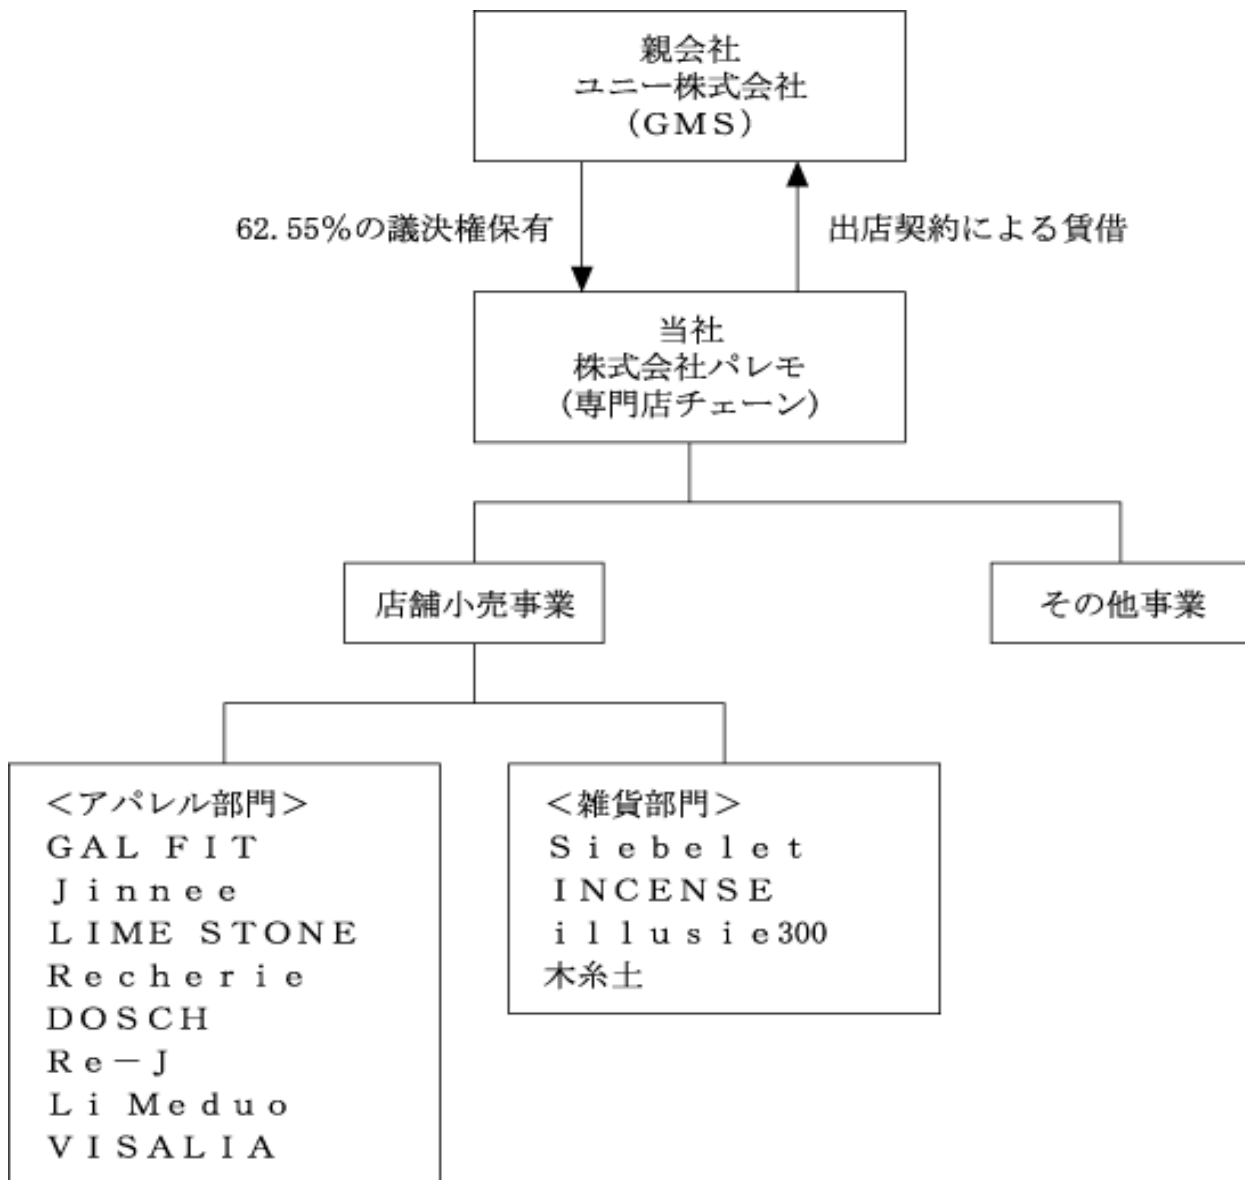 親会社
ユニー株式会社
（ＧＭＳ）
62.55％の議決権保有
出店契約による賃借
当社
株式会社パレモ
（専門店チェーン）
店舗小売事業
その他事業
＜アパレル部門＞
ＧＡＬ ＦＩＴ
Ｊｉｎｎｅｅ
ＬＩＭＥ ＳＴＯＮＥ
Ｒｅｃｈｅｒｉｅ
ＤＯＳＣＨ
Ｒｅ－Ｊ
Ｌｉ Ｍｅｄｕｏ
ＶＩＳＡＬＩＡ
＜雑貨部門＞
Ｓｉｅｂｅｌｅｔ
ＩＮＣＥＮＳＥ
ｉｌｌｕｓｉｅ300
木糸土